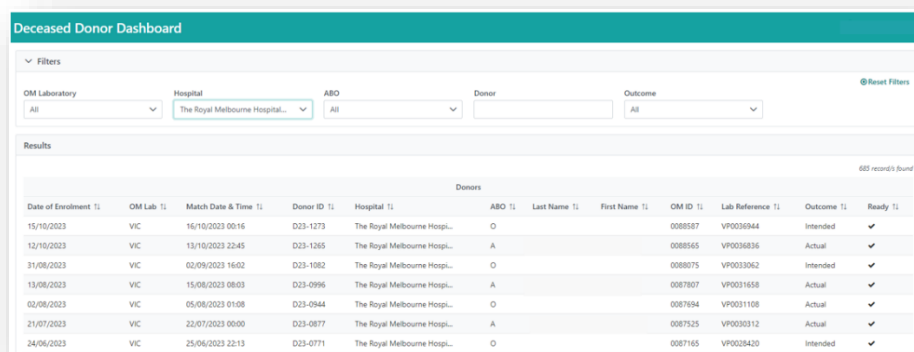 Deceased Donor Dashboard
Filters
Reset Filters
OM Laboratory Hospital ABO Donor Outcome
All The Royal Melbourne Hospital... All All
Results
685 record/s found
Donors
Date of Enrolment OM Lab Match Date & Time Donor ID Hospital ABO Last Name First Name OM ID Lab Reference Outcome Ready
15/10/2023 VIC 16/10/2023 00:16 D23-1273 The Royal Melbourne Hospi... O 0088587 VP0036944 Intended
12/10/2023 VIC 13/10/2023 22:45 D23-1265 The Royal Melbourne Hospi... A 0088565 VP0036836 Actual
31/08/2023 VIC 02/09/2023 16:02 D23-1082 The Royal Melbourne Hospi... O 0088075 VP0033062 Intended
13/08/2023 VIC 15/08/2023 08:03 D23-0996 The Royal Melbourne Hospi... A 0087807 VP0031658 Actual
02/08/2023 VIC 05/08/2023 01:08 D23-0944 The Royal Melbourne Hospi... O 0087694 VP0031108 Actual
21/07/2023 VIC 22/07/2023 00:00 D23-0877 The Royal Melbourne Hospi... A 0087525 VP0030312 Actual
24/06/2023 VIC 25/06/2023 22:13 D23-0771 The Royal Melbourne Hospi... O 0087165 VP0028420 Intended